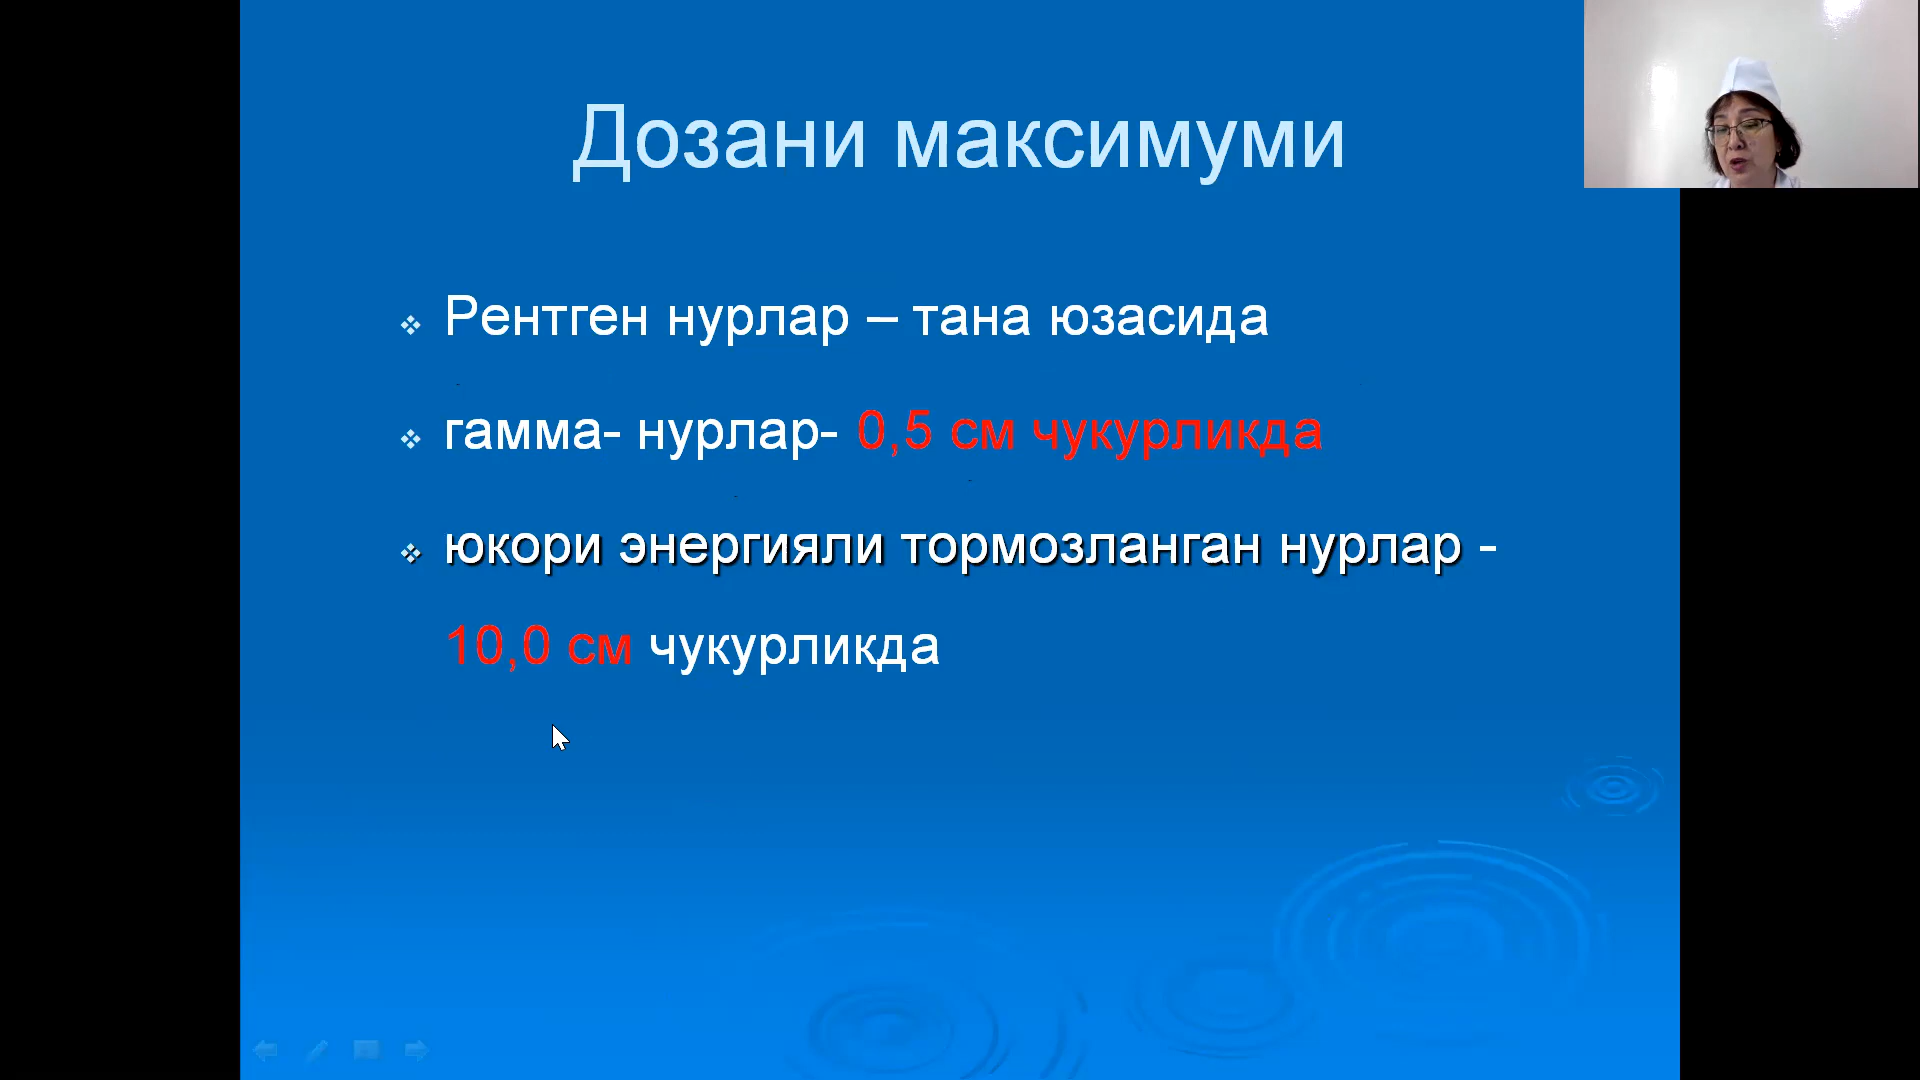 Дозани максимуми
Рентген нурлар – тана юзасида
гамма- нурлар- 0,5 см чукурликда
юкори энергияли тормозланган нурлар -
10,0 см чукурликда